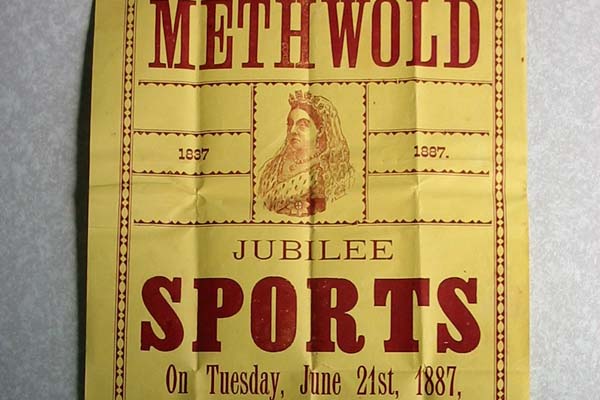 METHWOLD
1837 1887.
JUBILEE
SPORTS
On Tuesday, June 21st, 1887,